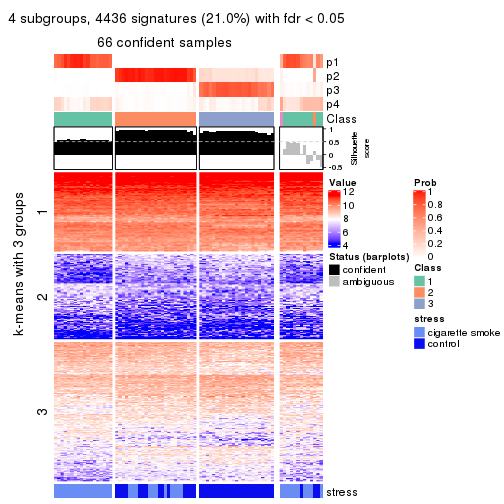 4 subgroups, 4436 signatures (21.0%) with fdr < 0.05
66 confident samples
p1
p2
p3
p4
Class
1
0.5
0
-0.5
Silhouette
score
k-means with 3 groups
1
2
3
stress
Value
12
10
8
6
4
Status (barplots)
confident
ambiguous
Prob
1
0.8
0.6
0.4
0.2
0
Class
1
2
3
stress
cigarette smoke
control